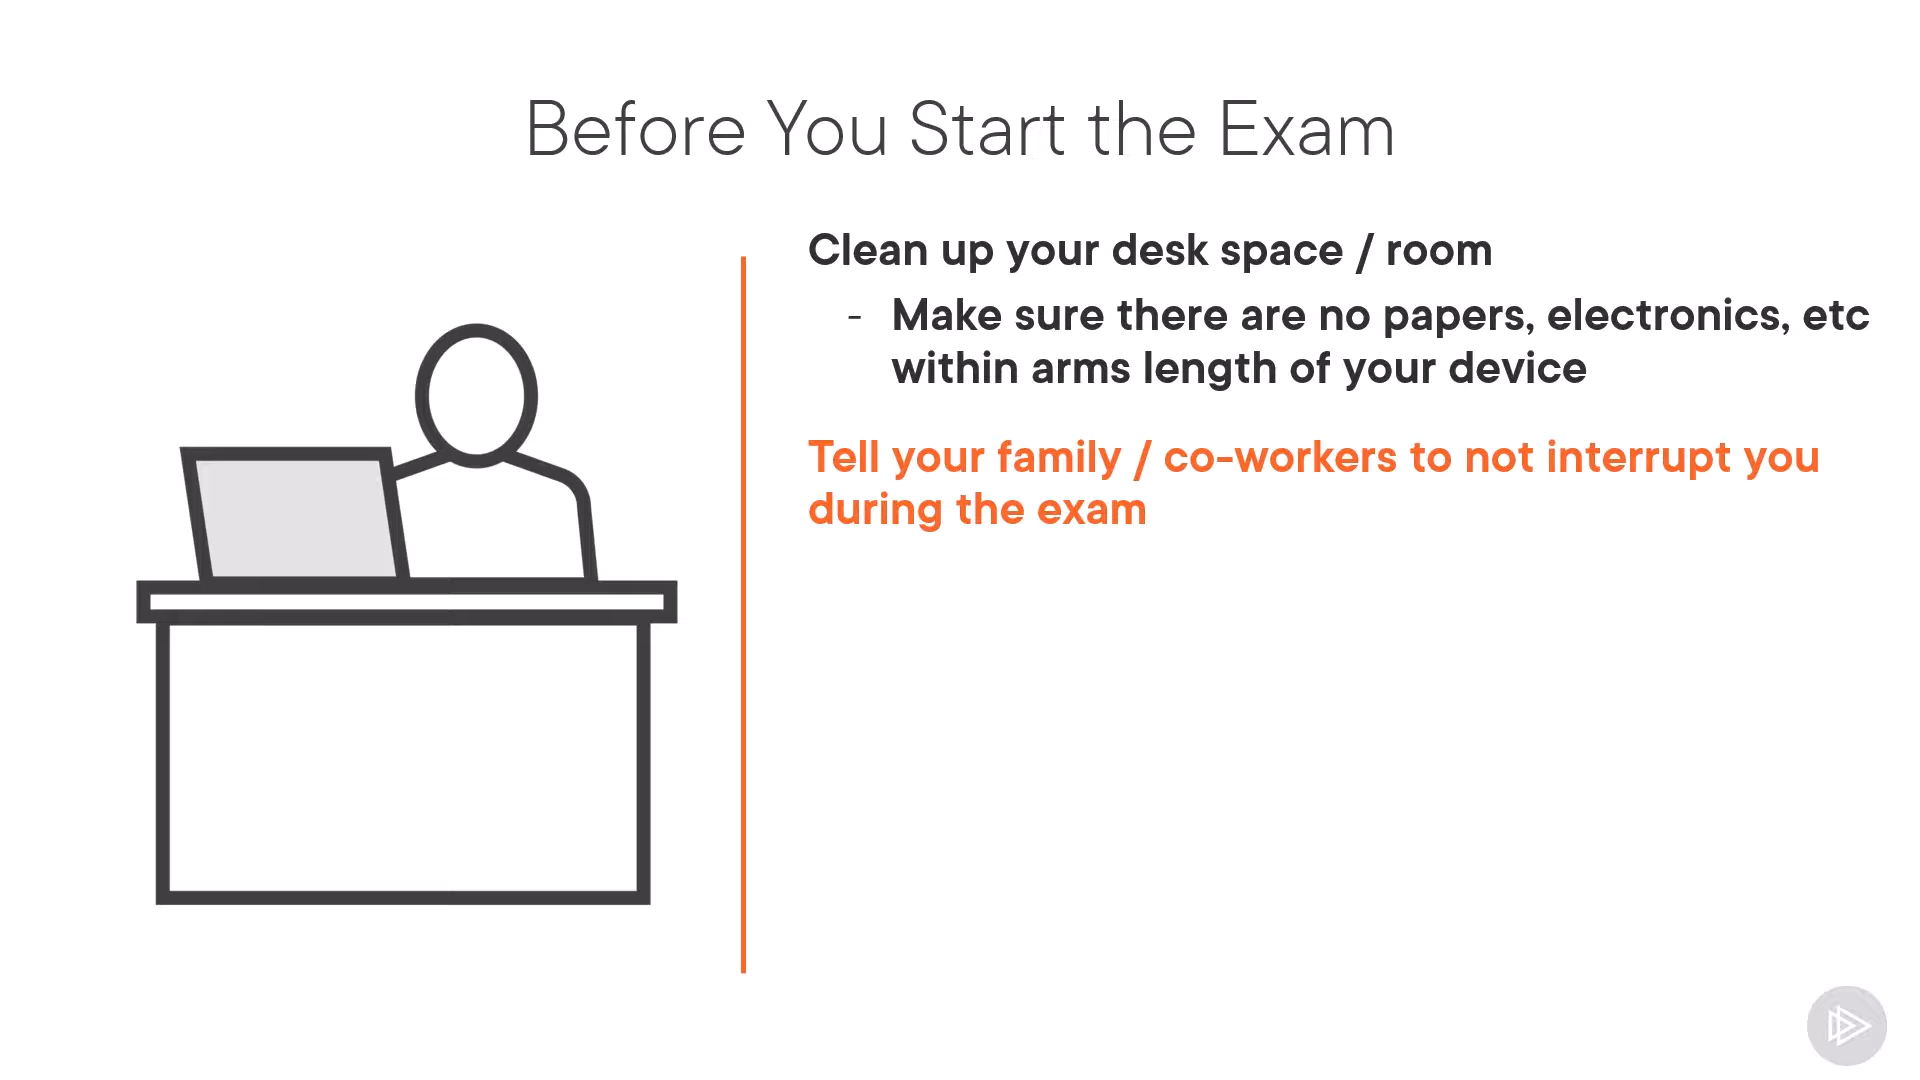 Before You Start the Exam
Clean up your desk space / room
- Make sure there are no papers, electronics, etc
within arms length of your device
Tell your family / co-workers to not interrupt you
during the exam